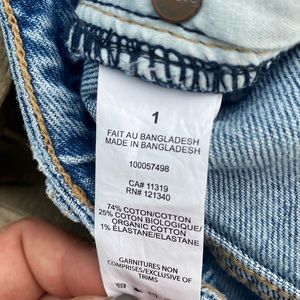 1
FAIT AU BANGLADESH
MADE IN BANGLADESH
100057498
CA# 11319
RN# 121340
74% COTON/COTTON
25% COTON BIOLOGIQUE/
ORGANIC COTTON
1% ÉLASTANE/ELASTANE
GARNITURES NON
COMPRISES/EXCLUSIVE OF
TRIMS